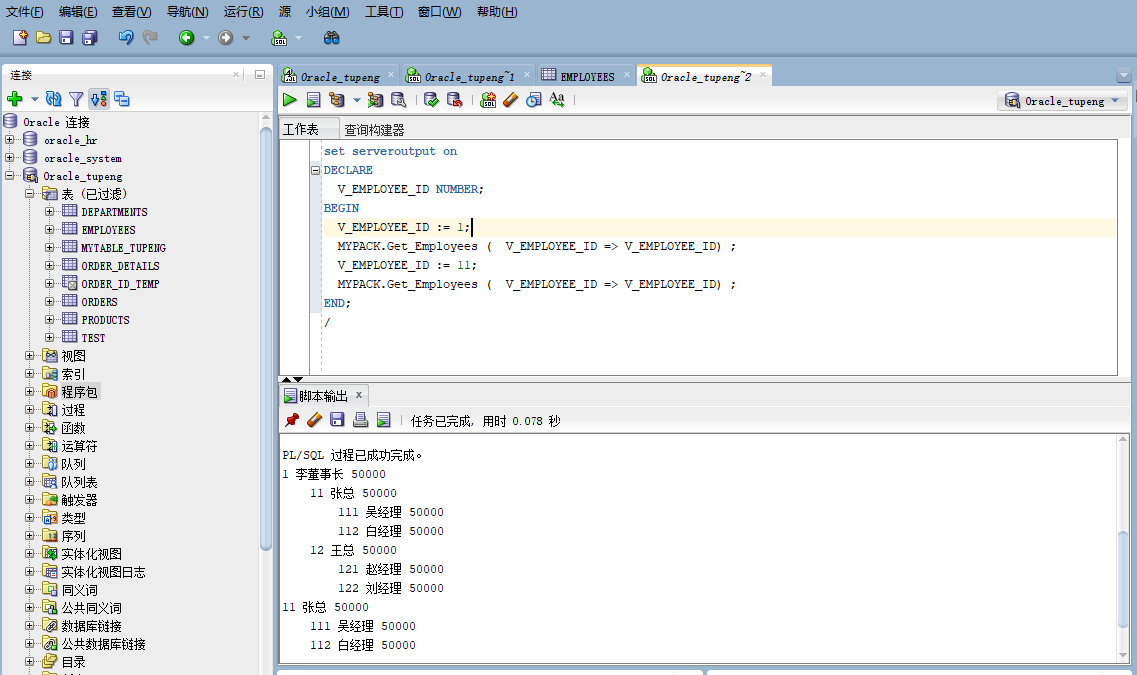 文件(F) 编辑(E) 查看(V) 导航(N) 运行(R) 源 小组(M) 工具(T) 窗口(W) 帮助(H)
连接
Oracle 连接
oracle_hr
oracle_system
Oracle_tupeng
表 (已过滤)
DEPARTMENTS
EMPLOYEES
MYTABLE_TUPENG
ORDER_DETAILS
ORDER_ID_TEMP
ORDERS
PRODUCTS
TEST
视图
索引
程序包
过程
函数
运算符
队列
队列表
触发器
类型
序列
实体化视图
实体化视图日志
同义词
公共同义词
数据库链接
公共数据库链接
目录
Oracle_tupeng Oracle_tupeng~1 EMPLOYEES Oracle_tupeng~2
Oracle_tupeng
工作表 查询构建器
set serveroutput on
DECLARE
  V_EMPLOYEE_ID NUMBER;
BEGIN
  V_EMPLOYEE_ID := 1;
  MYPACK.Get_Employees (  V_EMPLOYEE_ID => V_EMPLOYEE_ID) ;
  V_EMPLOYEE_ID := 11;
  MYPACK.Get_Employees (  V_EMPLOYEE_ID => V_EMPLOYEE_ID) ;
END;
/
脚本输出
任务已完成, 用时 0.078 秒
PL/SQL 过程已成功完成。
1 李董事长 50000
    11 张总 50000
        111 吴经理 50000
        112 白经理 50000
    12 王总 50000
        121 赵经理 50000
        122 刘经理 50000
11 张总 50000
    111 吴经理 50000
    112 白经理 50000